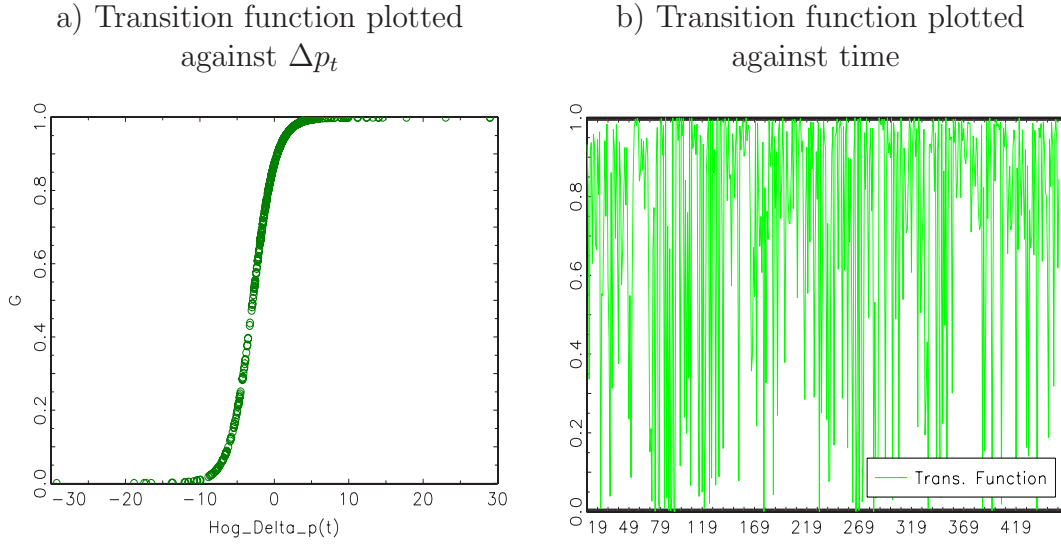 a) Transition function plotted
against Δp_t
b) Transition function plotted
against time
G
0.0 0.2 0.4 0.6 0.8 1.0
−30 −20 −10 0 10 20 30
Hog_Delta_p(t)
0.0 0.2 0.4 0.6 0.8 1.0
Trans. Function
19 49 79 119 169 219 269 319 369 419